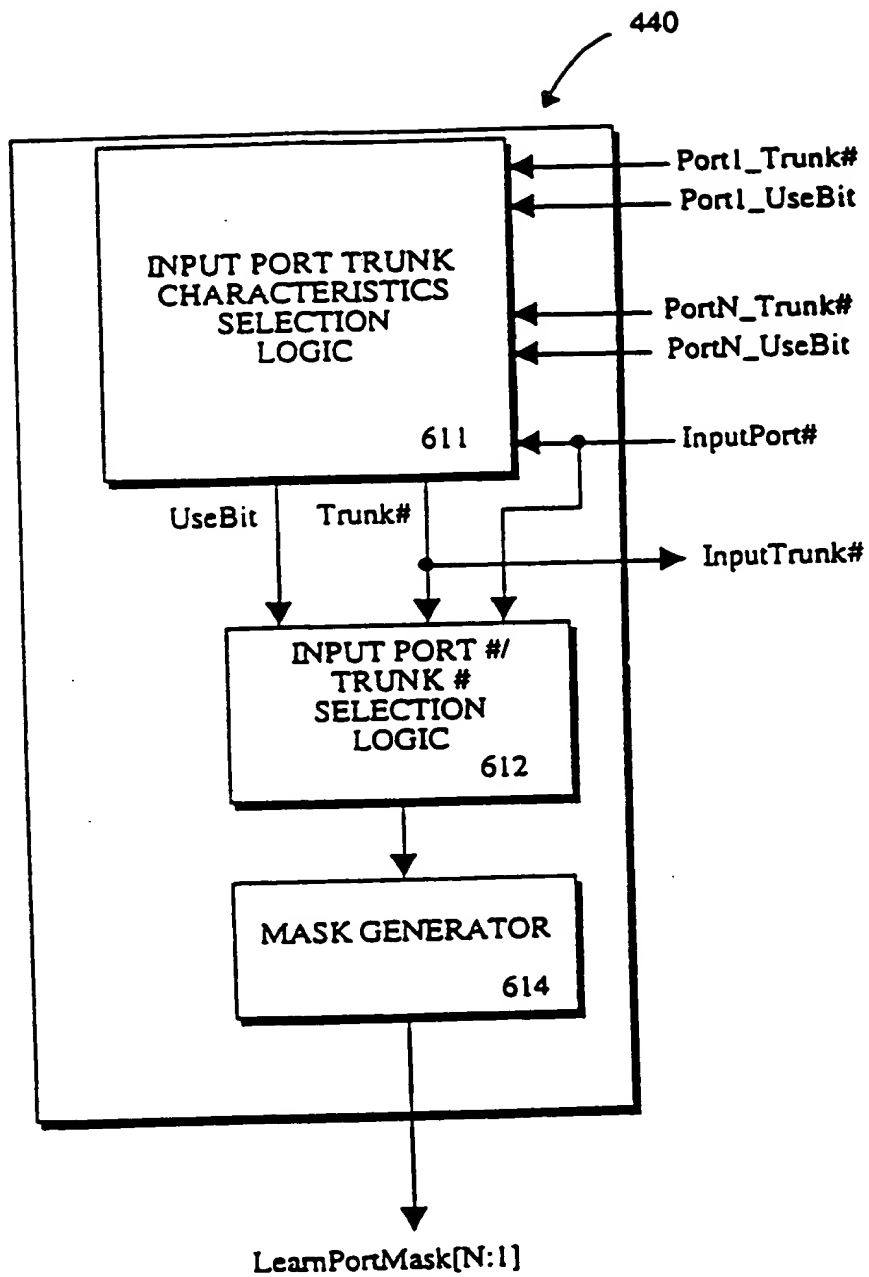 440
Port1_Trunk#
Port1_UseBit
INPUT PORT TRUNK
CHARACTERISTICS
SELECTION
LOGIC
PortN_Trunk#
PortN_UseBit
611
InputPort#
UseBit
Trunk#
InputTrunk#
INPUT PORT #/
TRUNK #
SELECTION
LOGIC
612
MASK GENERATOR
614
LearnPortMask[N:1]